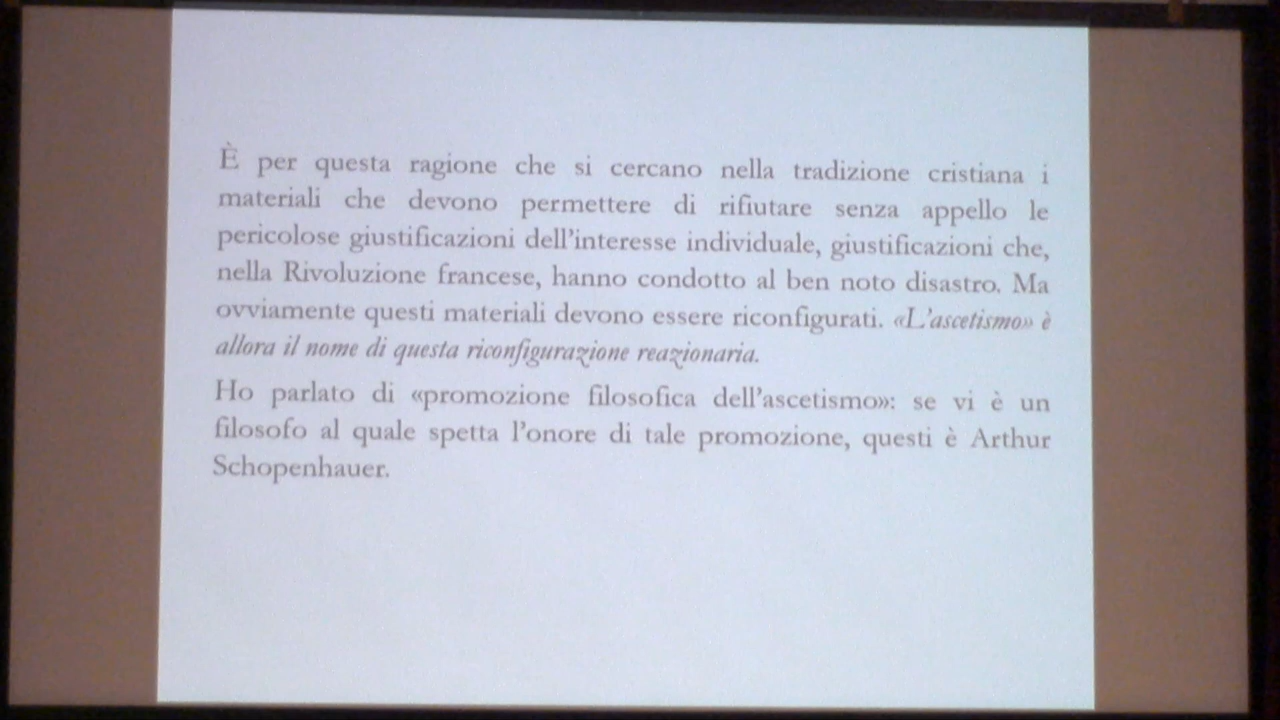 È per questa ragione che si cercano nella tradizione cristiana i
materiali che devono permettere di rifiutare senza appello le
pericolose giustificazioni dell’interesse individuale, giustificazioni che,
nella Rivoluzione francese, hanno condotto al ben noto disastro. Ma
ovviamente questi materiali devono essere riconfigurati. «L’ascetismo» è
allora il nome di questa riconfigurazione reazionaria.
Ho parlato di «promozione filosofica dell’ascetismo»: se vi è un
filosofo al quale spetta l’onore di tale promozione, questi è Arthur
Schopenhauer.